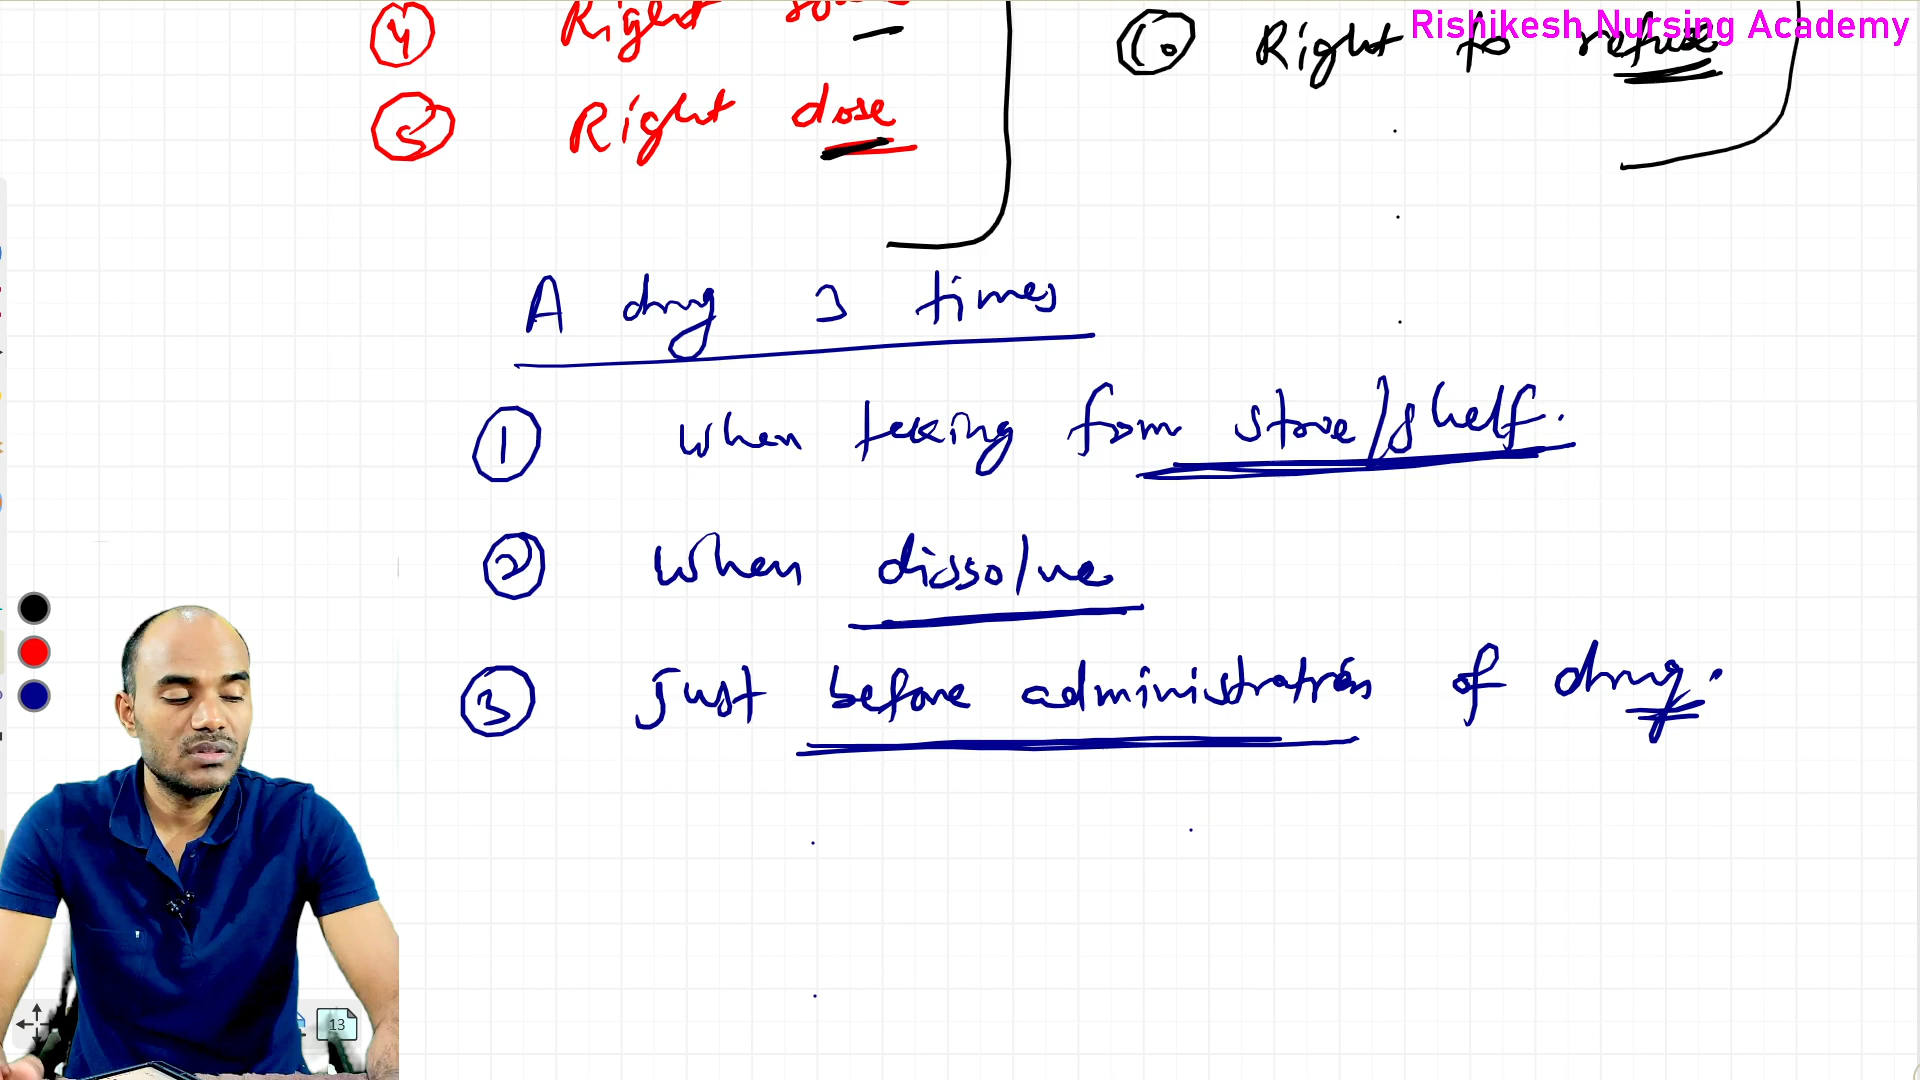 Rishikesh Nursing Academy
4 Right
5 Right dose
10 Right to refuse
A drug 3 times
1 when taking from store/shelf.
2 when dissolve
3 Just before administration of drug.
13